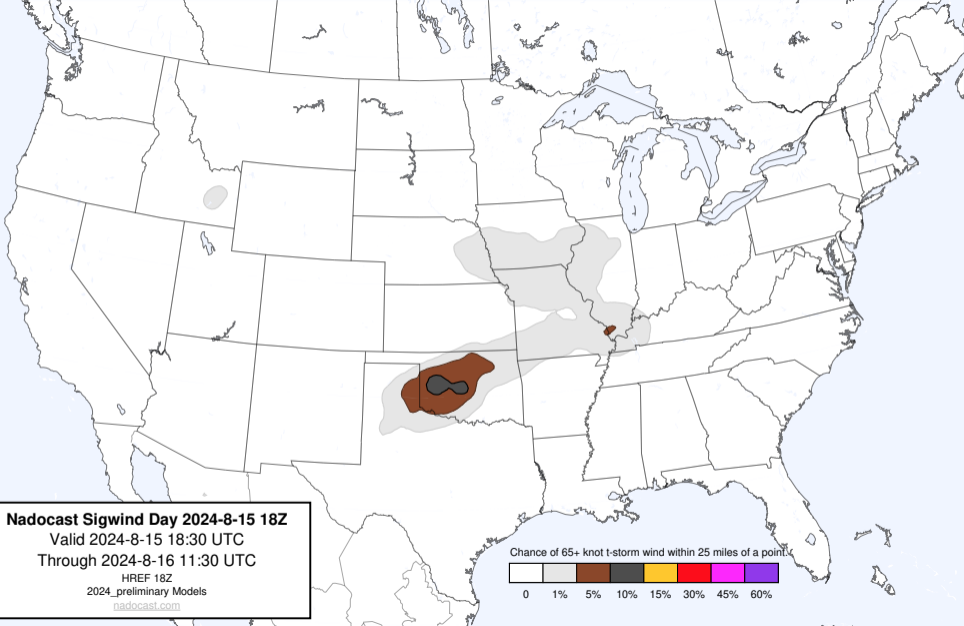 Nadocast Sigwind Day 2024-8-15 18Z
Valid 2024-8-15 18:30 UTC
Through 2024-8-16 11:30 UTC
HREF 18Z
2024_preliminary Models
nadocast.com
Chance of 65+ knot t-storm wind within 25 miles of a point.
0 1% 5% 10% 15% 30% 45% 60%